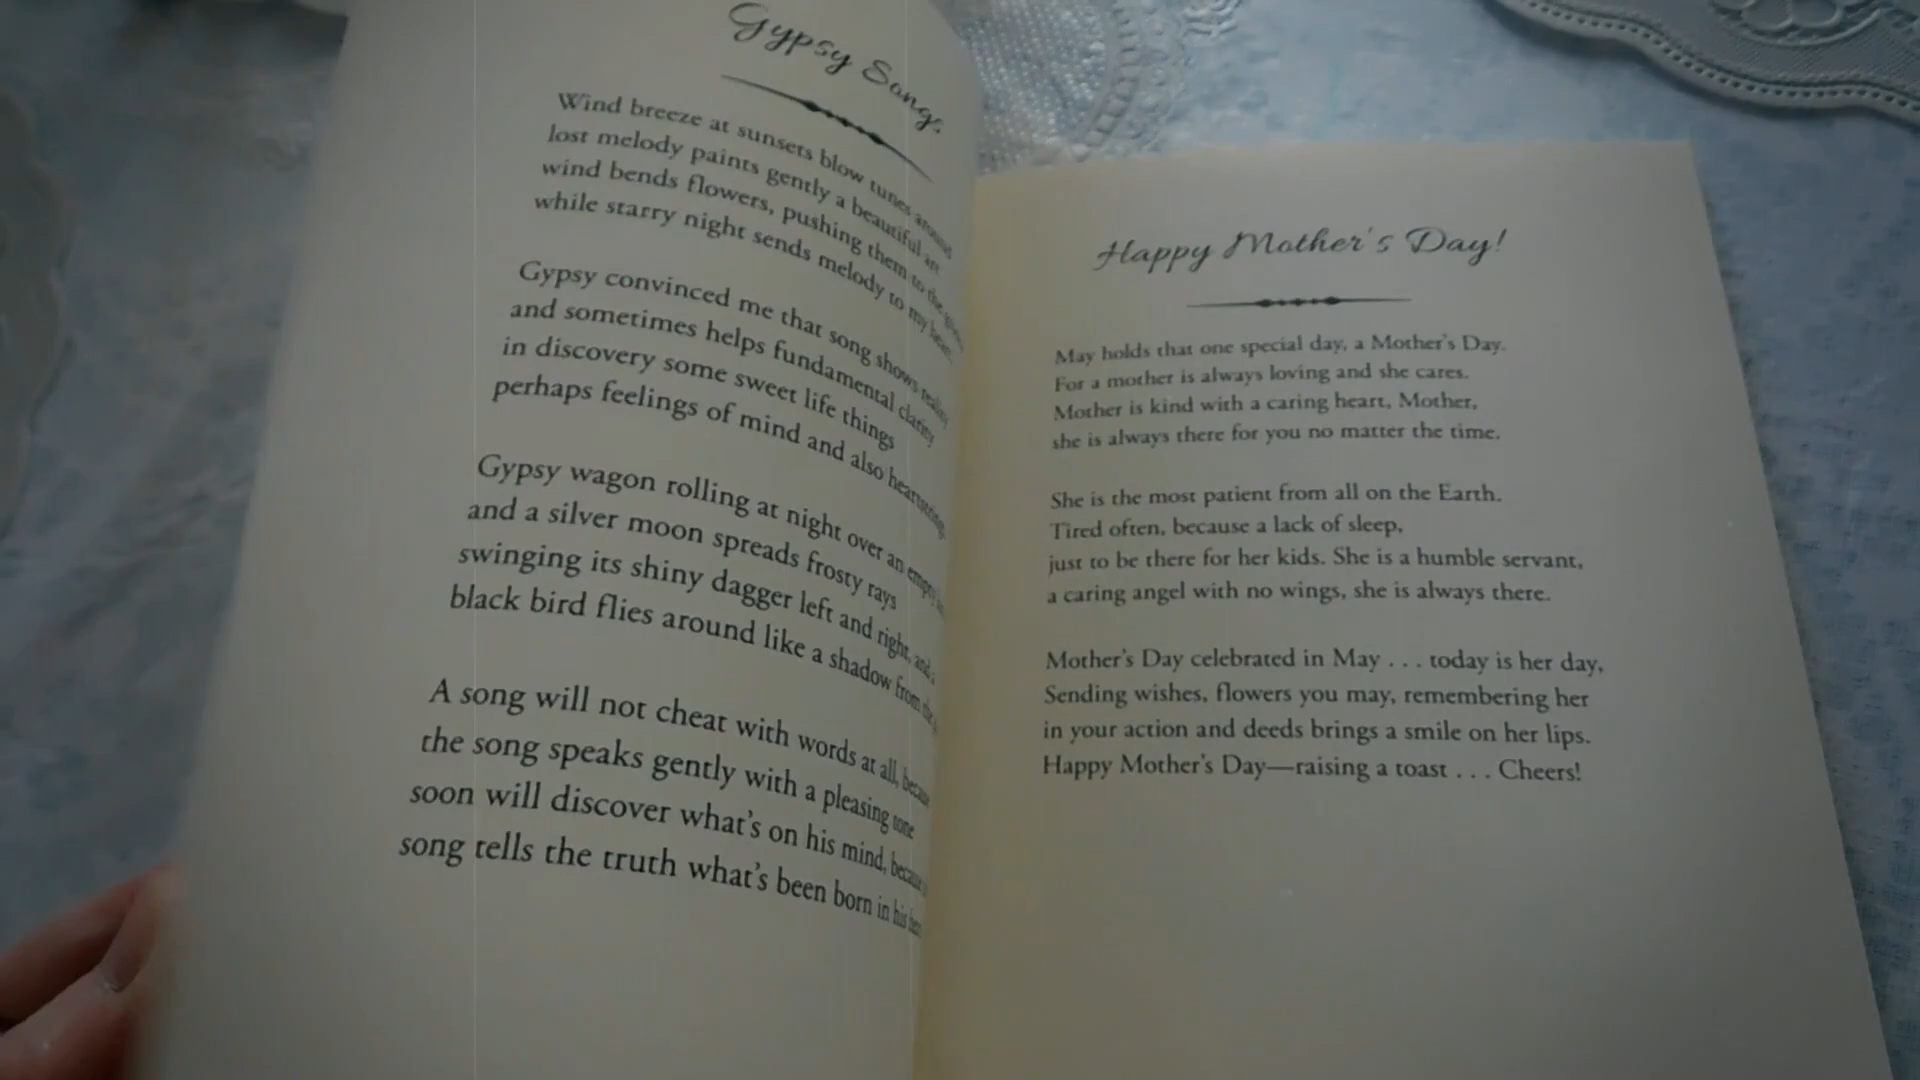 Gypsy Song.
Wind breeze at sunsets blow tunes around
lost melody paints gently a beautiful art
wind bends flowers, pushing them to the
while starry night sends melody to my heart.
Gypsy convinced me that song shows reality
and sometimes helps fundamental clarity
in discovery some sweet life things
perhaps feelings of mind and also heartstrings
Gypsy wagon rolling at night over an empty
and a silver moon spreads frosty rays
swinging its shiny dagger left and right, and a
black bird flies around like a shadow from the
A song will not cheat with words at all, because
the song speaks gently with a pleasing tone
soon will discover what's on his mind, because
song tells the truth what's been born in his
Happy Mother's Day!
May holds that one special day, a Mother's Day.
For a mother is always loving and she cares.
Mother is kind with a caring heart, Mother,
she is always there for you no matter the time.
She is the most patient from all on the Earth.
Tired often, because a lack of sleep,
just to be there for her kids. She is a humble servant,
a caring angel with no wings, she is always there.
Mother's Day celebrated in May . . . today is her day,
Sending wishes, flowers you may, remembering her
in your action and deeds brings a smile on her lips.
Happy Mother's Day—raising a toast . . . Cheers!